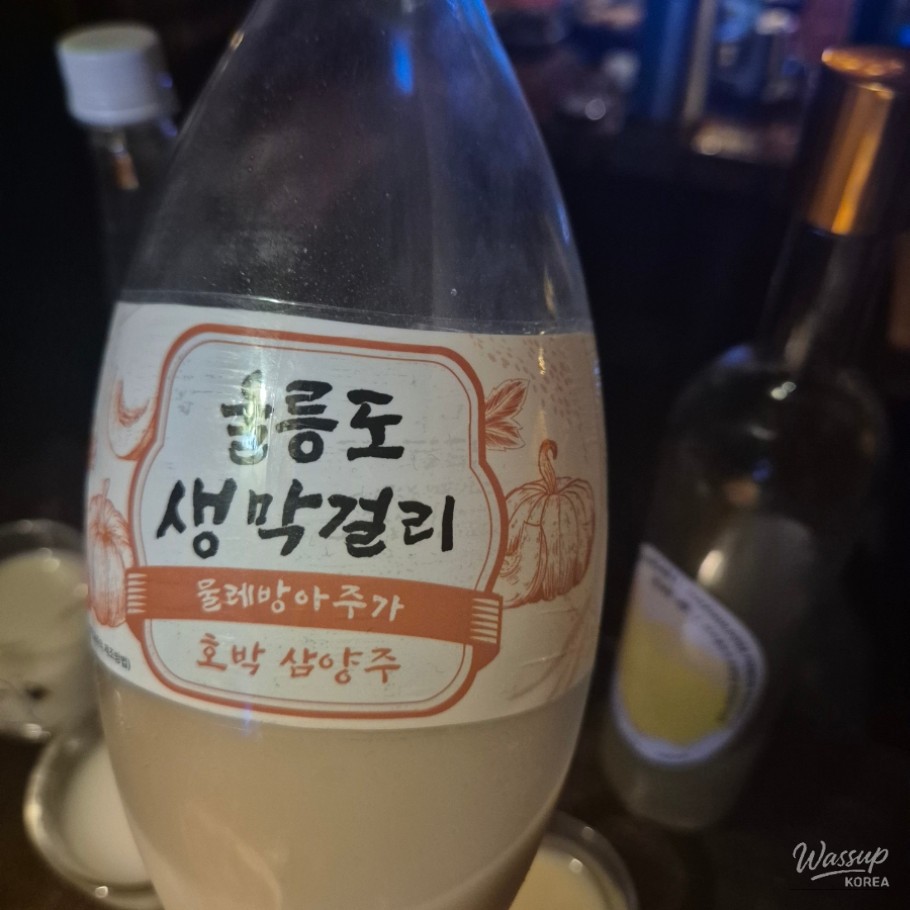 울릉도
생막걸리
물레방아주가
호박 삼양주
Wassup
KOREA